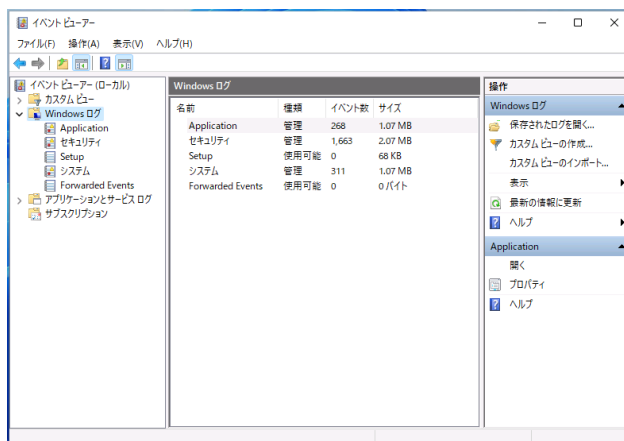 イベント ビューアー
ファイル(F) 操作(A) 表示(V) ヘルプ(H)
イベント ビューアー (ローカル)
カスタム ビュー
Windows ログ
Application
セキュリティ
Setup
システム
Forwarded Events
アプリケーションとサービス ログ
サブスクリプション
Windows ログ
名前 種類 イベント数 サイズ
Application 管理 268 1.07 MB
セキュリティ 管理 1,663 2.07 MB
Setup 使用可能 0 68 KB
システム 管理 311 1.07 MB
Forwarded Events 使用可能 0 0 バイト
操作
Windows ログ
保存されたログを開く...
カスタム ビューの作成...
カスタム ビューのインポート...
表示
最新の情報に更新
ヘルプ
Application
開く
プロパティ
ヘルプ